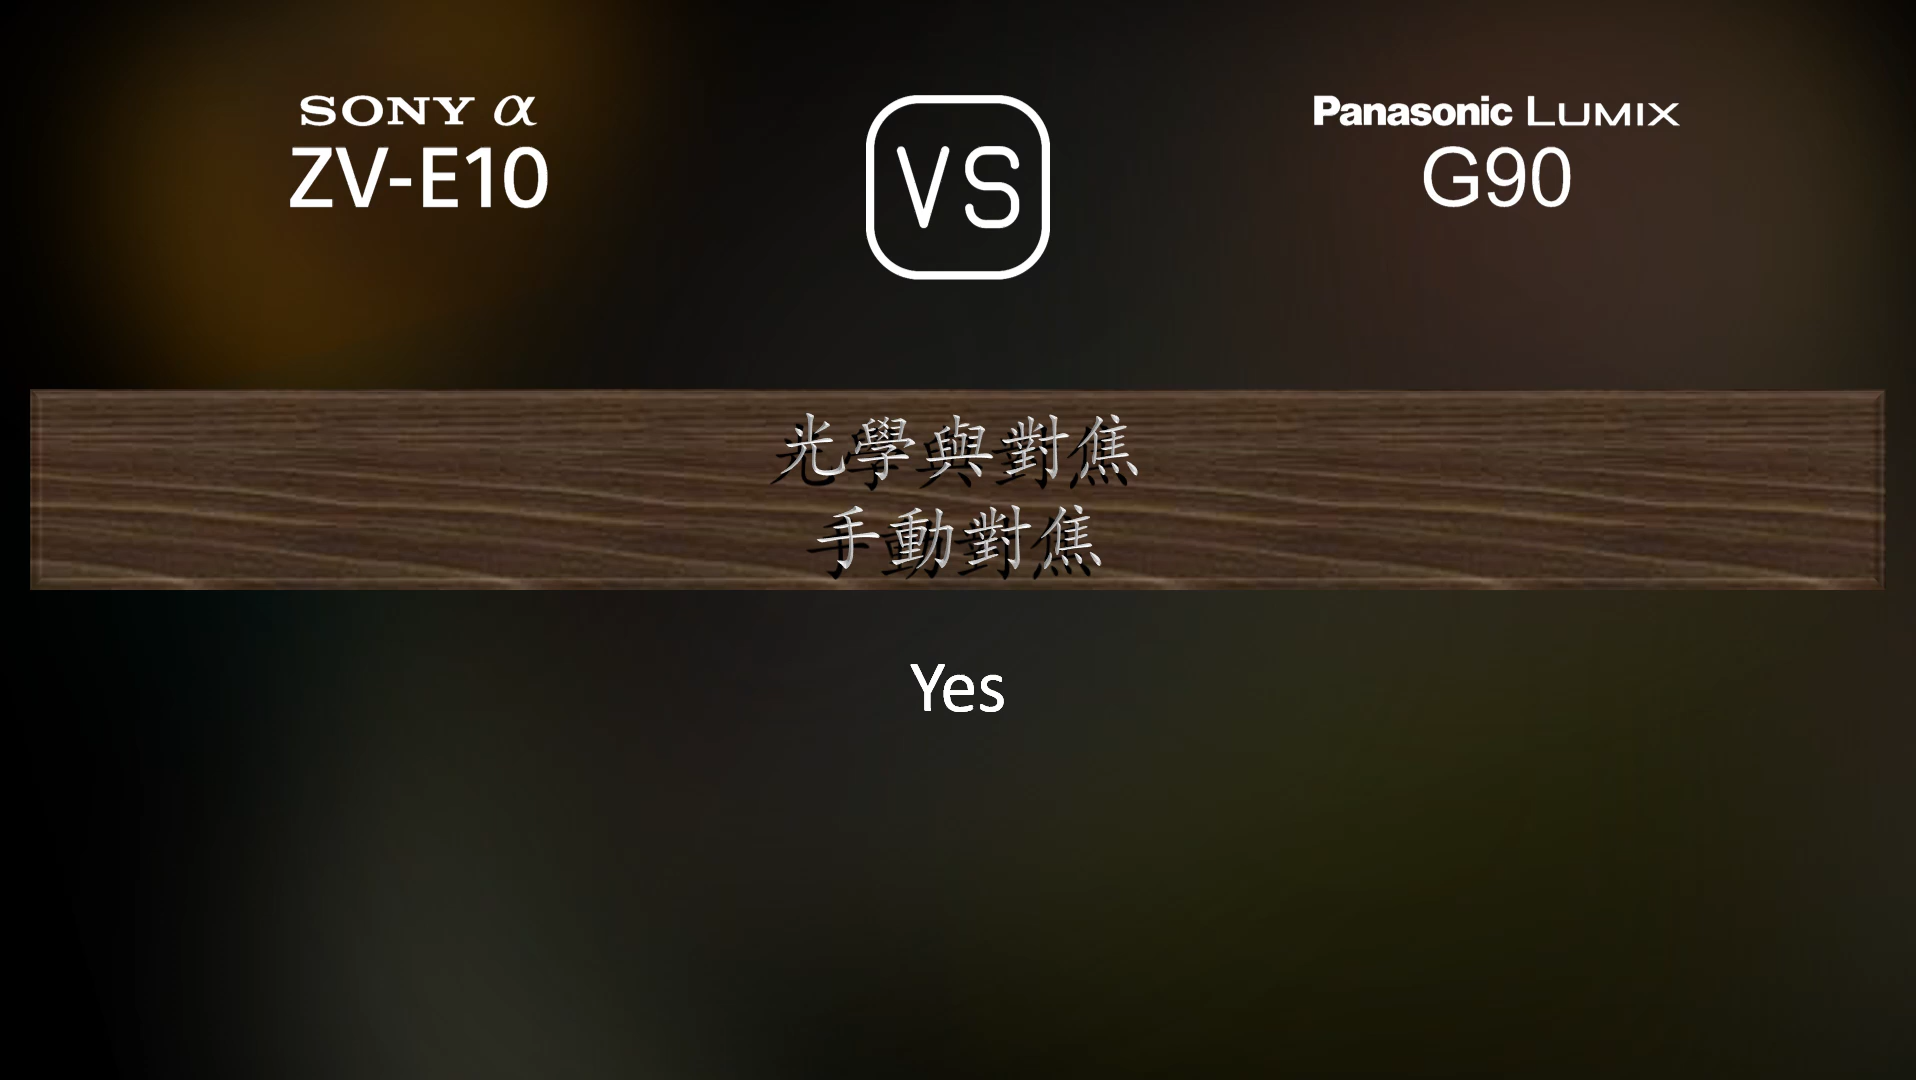 SONY α
ZV-E10
VS
Panasonic LUMIX
G90
光學與對焦
手動對焦
Yes